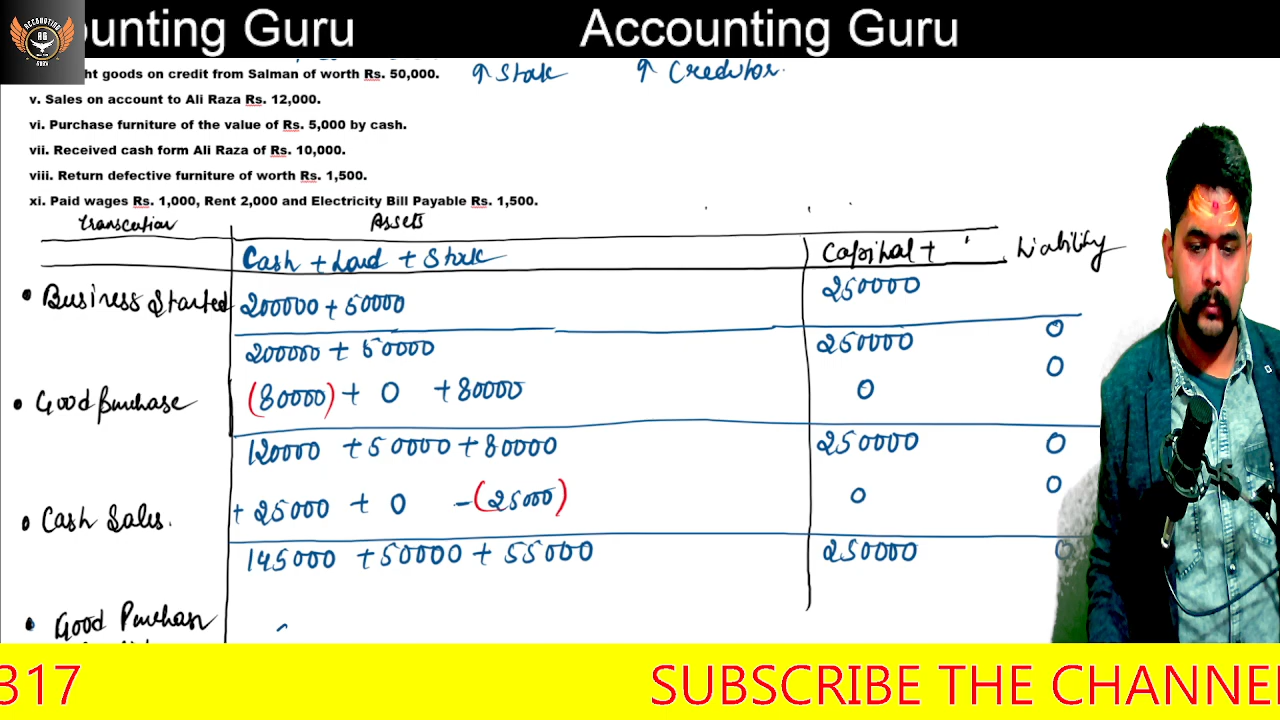 ounting Guru Accounting Guru
ACCOUNTING
AG
GURU
ht goods on credit from Salman of worth Rs. 50,000. ↑ Stock ↑ Creditor.
v. Sales on account to Ali Raza Rs. 12,000.
vi. Purchase furniture of the value of Rs. 5,000 by cash.
vii. Received cash form Ali Raza of Rs. 10,000.
viii. Return defective furniture of worth Rs. 1,500.
xi. Paid wages Rs. 1,000, Rent 2,000 and Electricity Bill Payable Rs. 1,500.
Transcation Assets
Cash + Land + Stock Capital + Liability
• Business Started 200000 + 50000 250000
200000 + 50000 250000 0
• Good Purchase (80000) + 0 + 80000 0 0
120000 + 50000 + 80000 250000 0
• Cash Sales. + 25000 + 0 - (25000) 0 0
145000 + 50000 + 55000 250000 0
• Good Purchase
317 SUBSCRIBE THE CHANNE